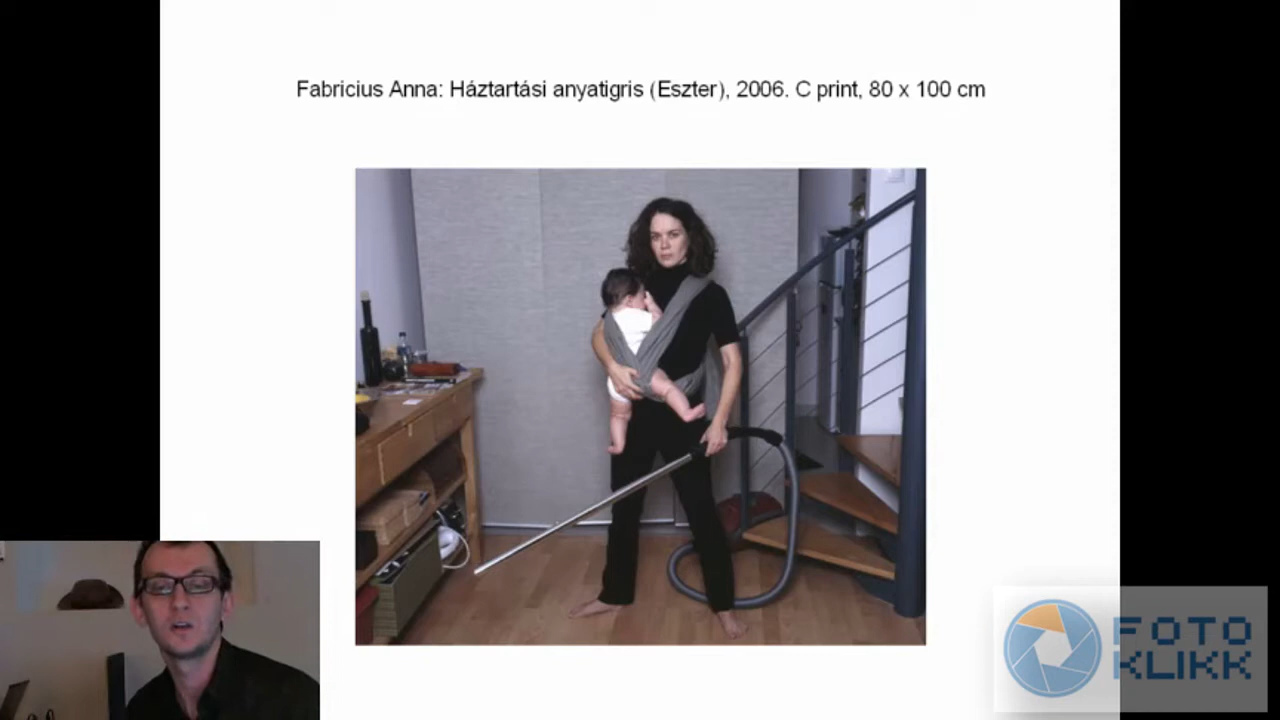 Fabricius Anna: Háztartási anyatigris (Eszter), 2006. C print, 80 x 100 cm
FOTO
KLIKK